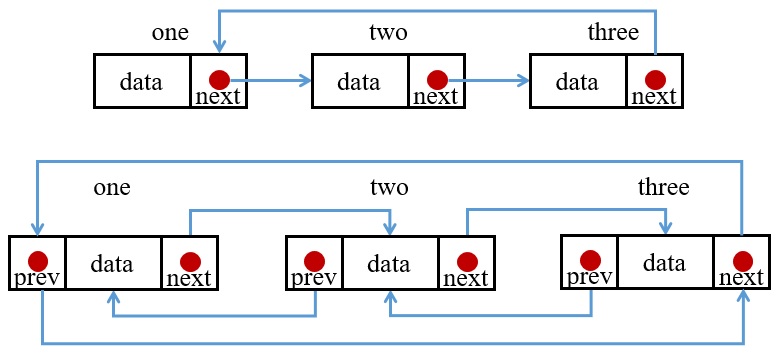 one two three
data data data
next next next
one two three
data data data
prev next prev next prev next